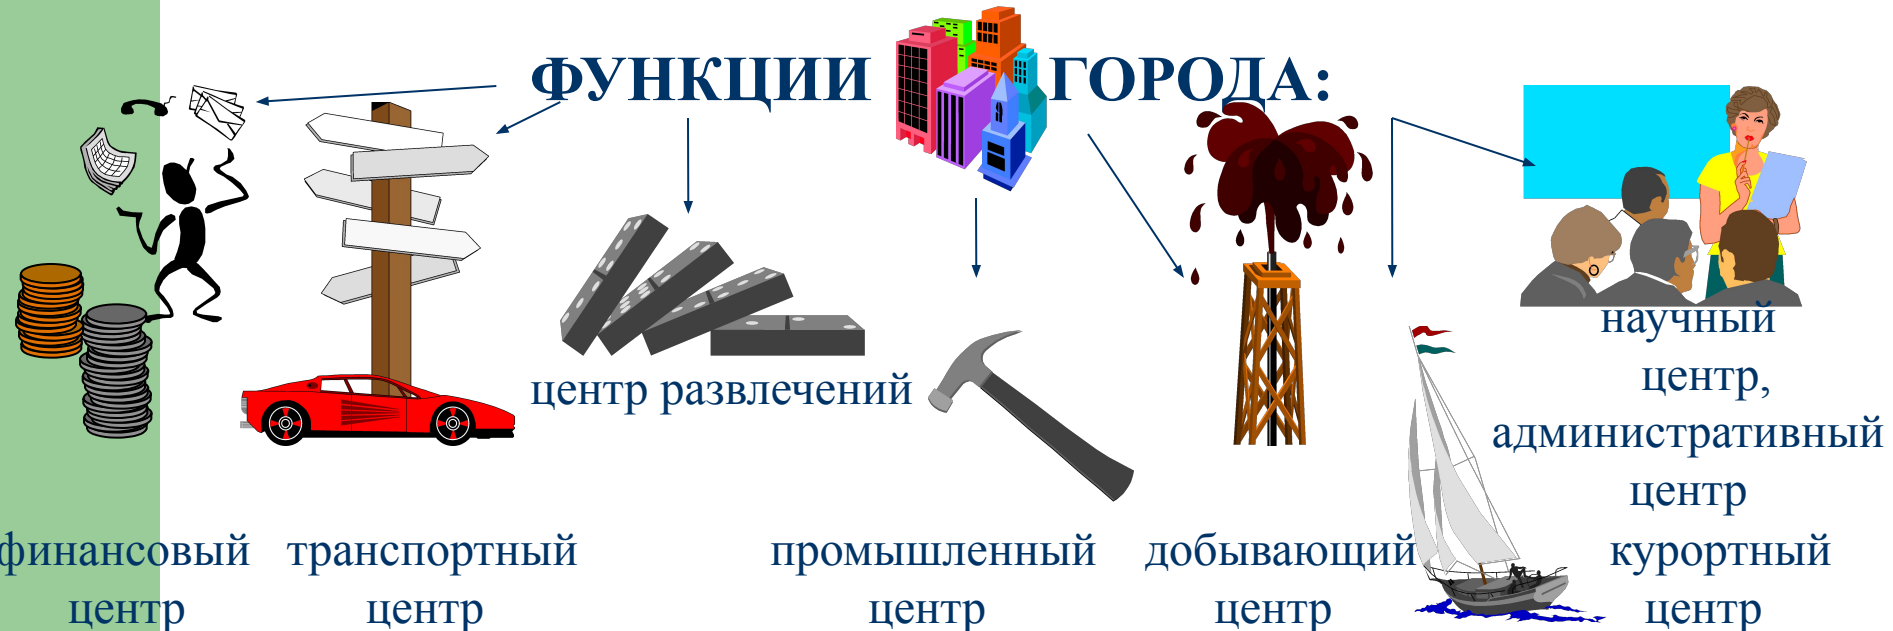 ФУНКЦИИ ГОРОДА:
центр развлечений
научный
центр,
административный
центр
финансовый
центр
транспортный
центр
промышленный
центр
добывающий
центр
курортный
центр